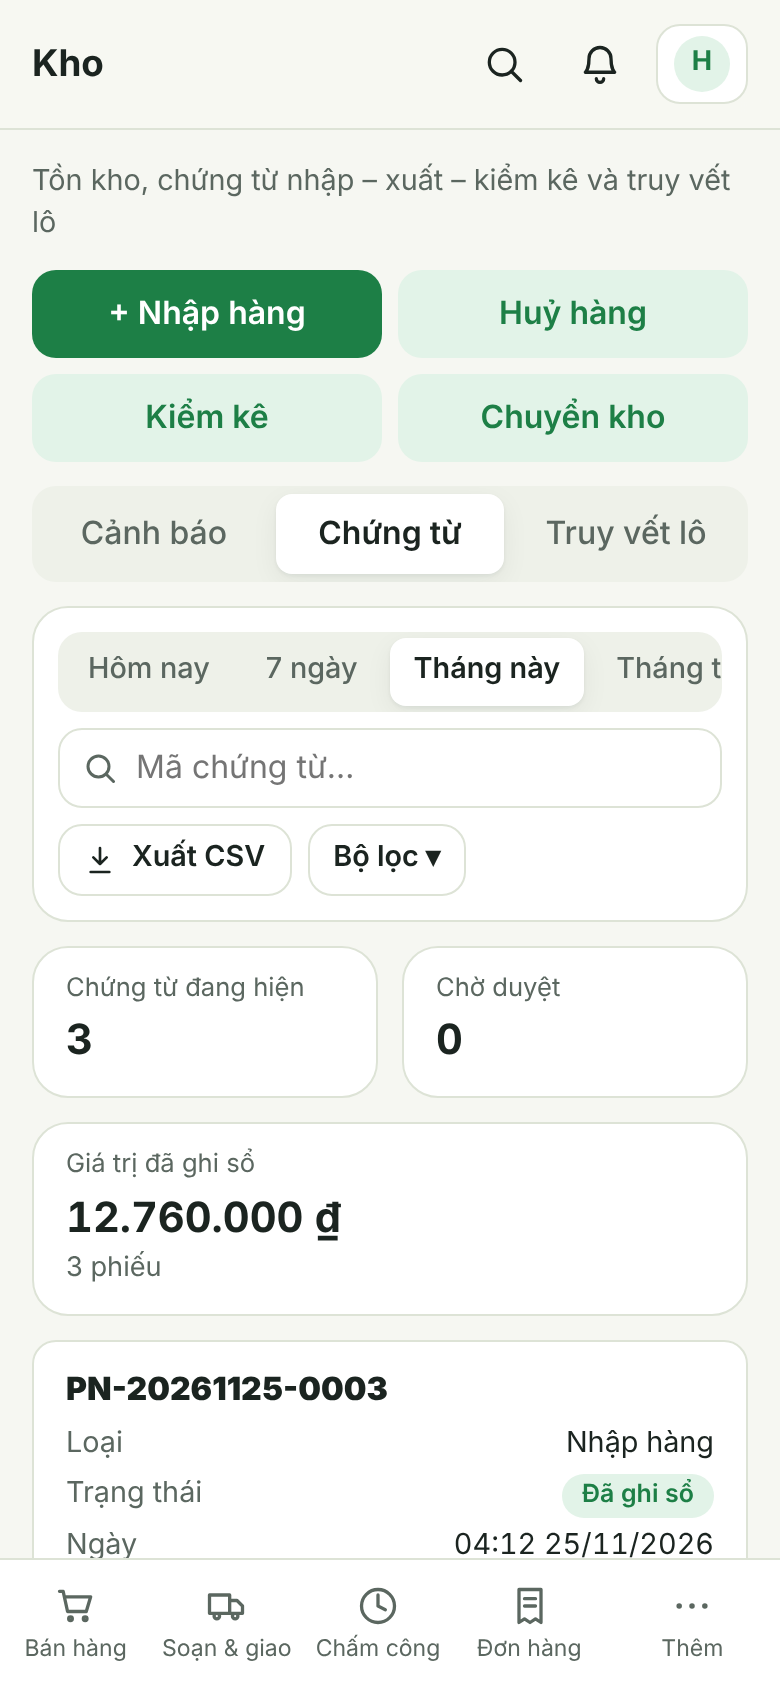 Kho
H
Tồn kho, chứng từ nhập – xuất – kiểm kê và truy vết
lô
+ Nhập hàng
Huỷ hàng
Kiểm kê
Chuyển kho
Cảnh báo
Chứng từ
Truy vết lô
Hôm nay
7 ngày
Tháng này
Tháng t
Mã chứng từ...
Xuất CSV
Bộ lọc ▾
Chứng từ đang hiện
3
Chờ duyệt
0
Giá trị đã ghi sổ
12.760.000 ₫
3 phiếu
PN-20261125-0003
Loại
Nhập hàng
Trạng thái
Đã ghi sổ
Ngày
04:12 25/11/2026
Bán hàng
Soạn & giao
Chấm công
Đơn hàng
Thêm